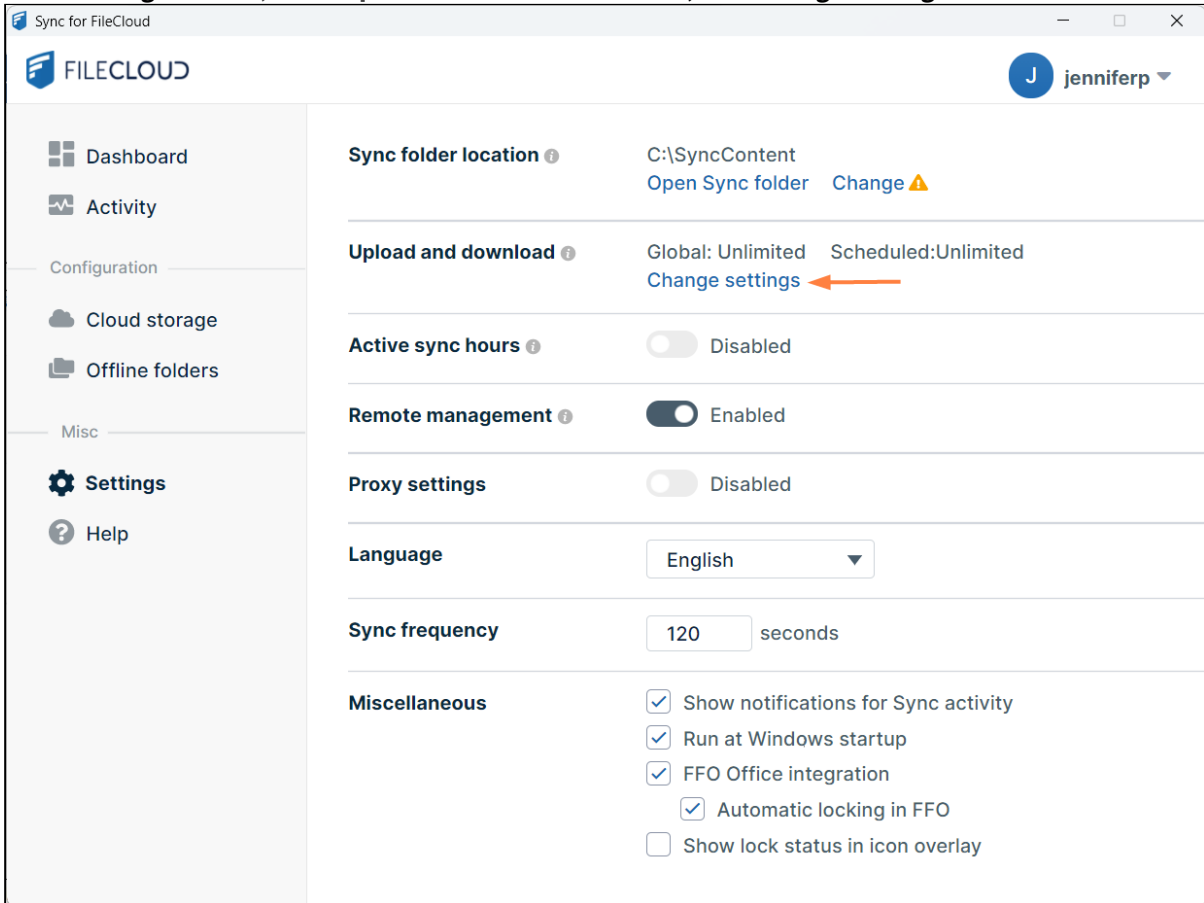 Sync for FileCloud
FILECLOUD
J jenniferp
Dashboard
Activity
Configuration
Cloud storage
Offline folders
Misc
Settings
Help
Sync folder location
C:\SyncContent
Open Sync folder Change
Upload and download
Global: Unlimited Scheduled:Unlimited
Change settings
Active sync hours
Disabled
Remote management
Enabled
Proxy settings
Disabled
Language
English
Sync frequency
120 seconds
Miscellaneous
Show notifications for Sync activity
Run at Windows startup
FFO Office integration
Automatic locking in FFO
Show lock status in icon overlay